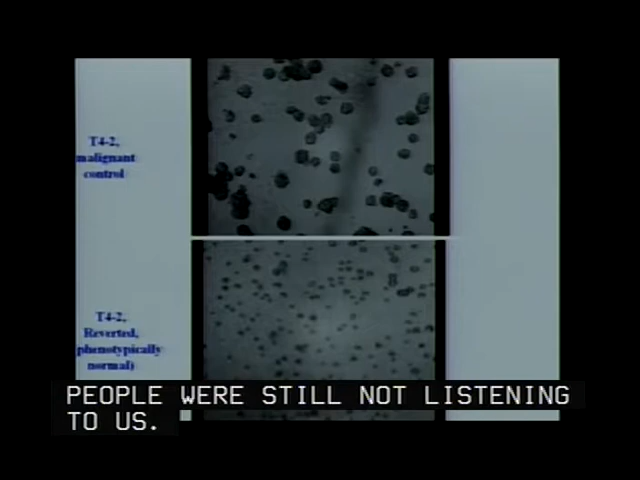 T4-2,
malignant
control
T4-2,
Reverted,
phenotypically
normal)
PEOPLE WERE STILL NOT LISTENING
TO US.